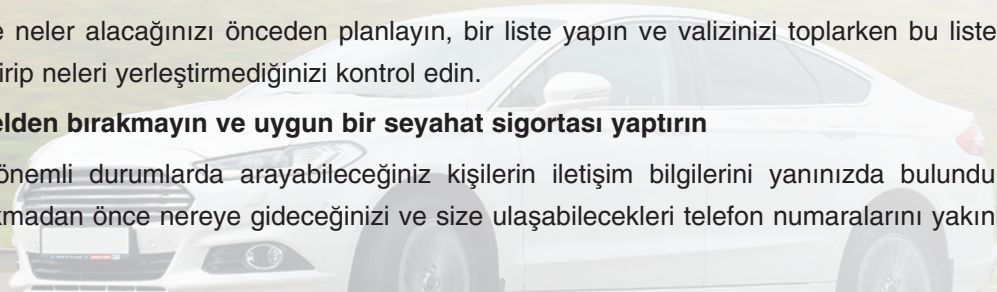 e neler alacağınızı önceden planlayın, bir liste yapın ve valizinizi toplarken bu liste
irip neleri yerleştirmediğinizi kontrol edin.
elden bırakmayın ve uygun bir seyahat sigortası yaptırın
önemli durumlarda arayabileceğiniz kişilerin iletişim bilgilerini yanınızda bulundu
kmadan önce nereye gideceğinizi ve size ulaşabilecekleri telefon numaralarını yakın